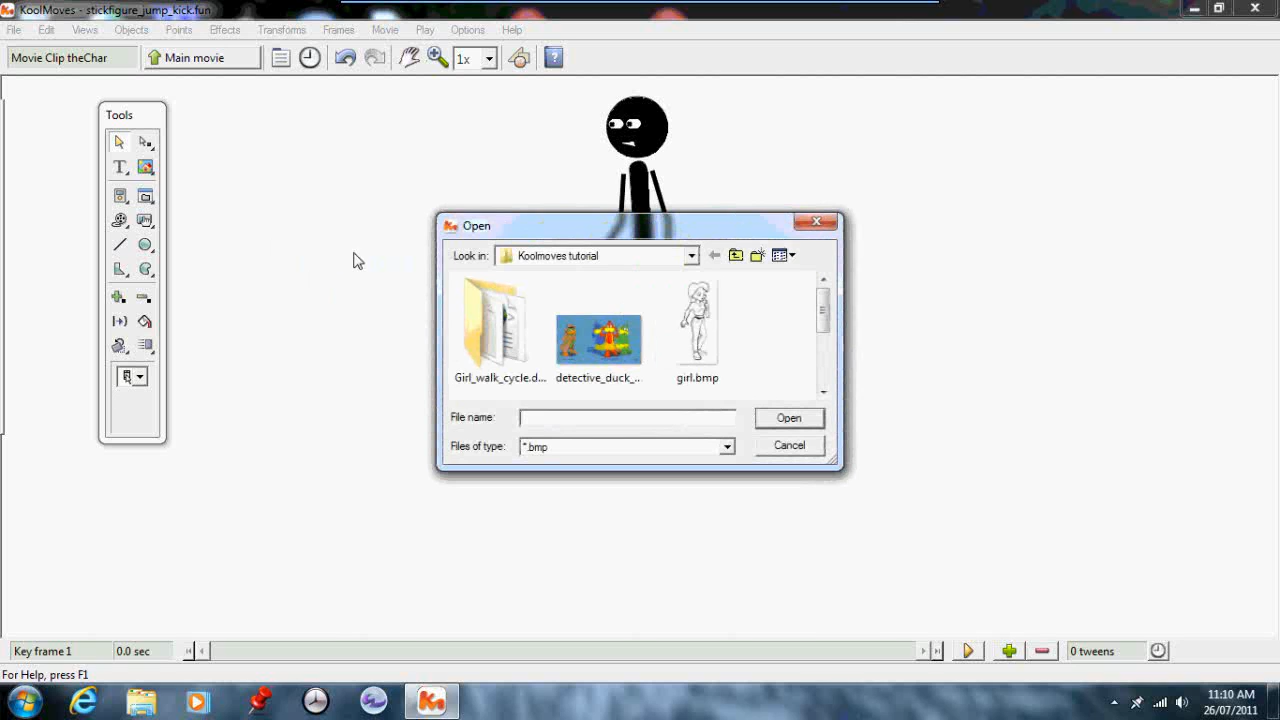 KoolMoves - stickfigure_jump_kick.fun
File Edit Views Objects Points Effects Transforms Frames Movie Play Options Help
Movie Clip theChar Main movie 1x
Tools
Open
Look in: Koolmoves tutorial
Girl_walk_cycle.d... detective_duck_... girl.bmp
File name: Open
Files of type: *.bmp Cancel
Key frame 1 0.0 sec 0 tweens
For Help, press F1
11:10 AM
26/07/2011